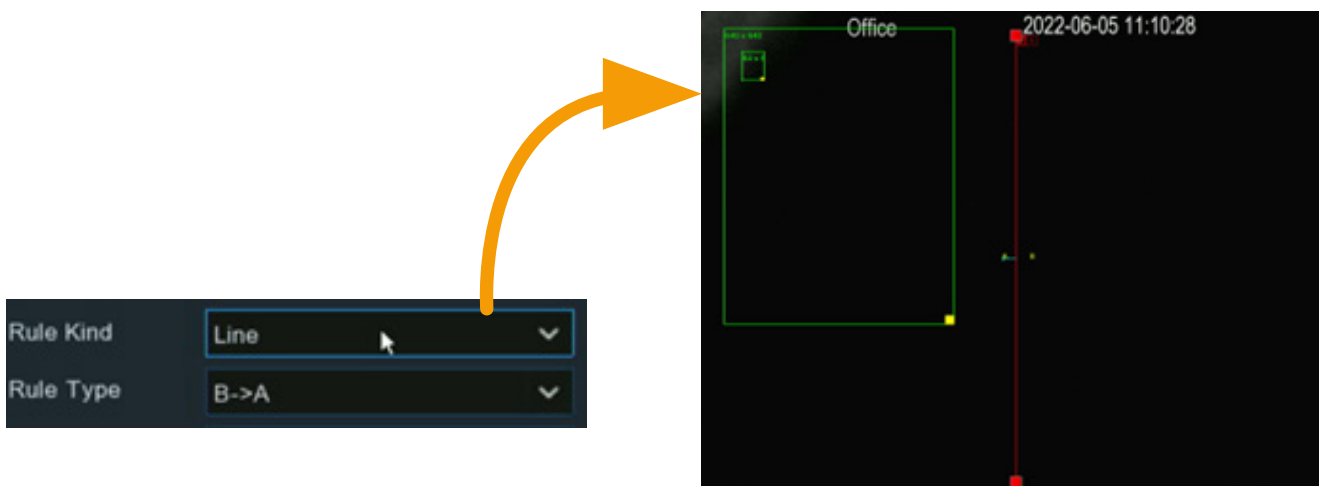 Office
2022-06-05 11:10:28
Rule Kind
Line
Rule Type
B->A